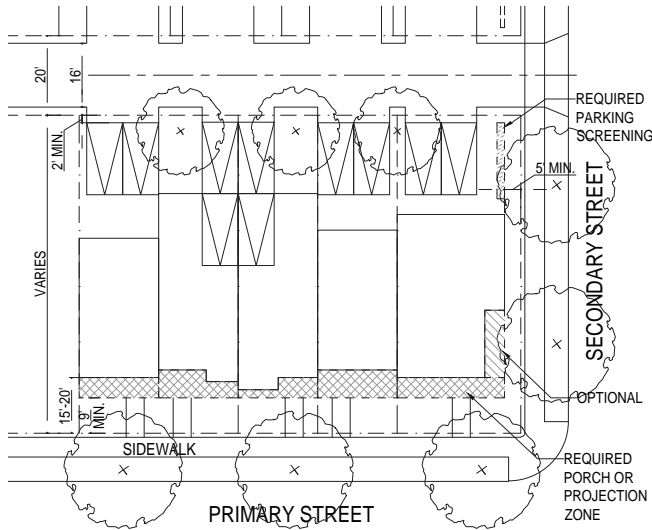 20'
16'
REQUIRED
PARKING
SCREENING
2' MIN.
5' MIN.
SECONDARY STREET
VARIES
OPTIONAL
15'-20'
9'
MIN.
SIDEWALK
REQUIRED
PORCH OR
PROJECTION
ZONE
PRIMARY STREET